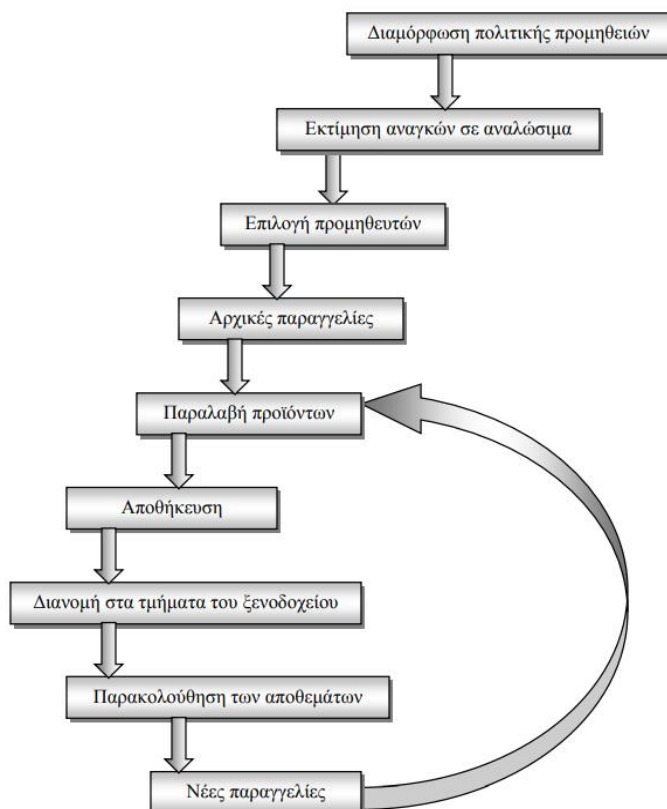 Διαμόρφωση πολιτικής προμηθειών
Εκτίμηση αναγκών σε αναλώσιμα
Επιλογή προμηθευτών
Αρχικές παραγγελίες
Παραλαβή προϊόντων
Αποθήκευση
Διανομή στα τμήματα του ξενοδοχείου
Παρακολούθηση των αποθεμάτων
Νέες παραγγελίες